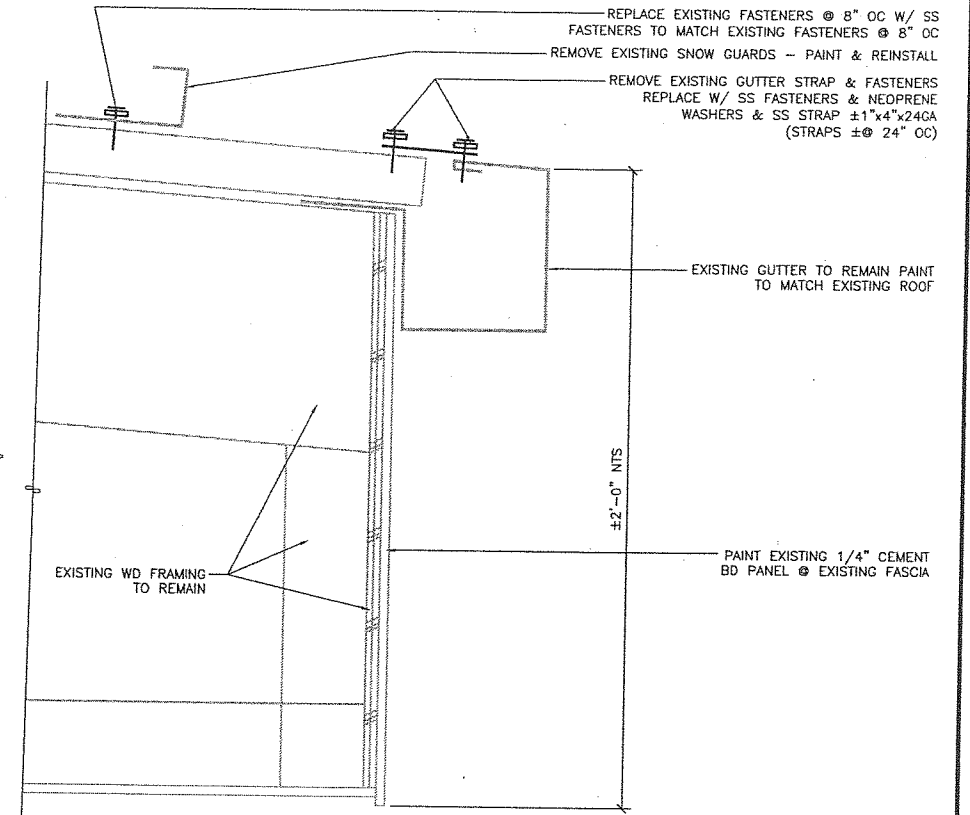 REPLACE EXISTING FASTENERS @ 8" OC W/ SS
FASTENERS TO MATCH EXISTING FASTENERS @ 8" OC
REMOVE EXISTING SNOW GUARDS - PAINT & REINSTALL
REMOVE EXISTING GUTTER STRAP & FASTENERS
REPLACE W/ SS FASTENERS & NEOPRENE
WASHERS & SS STRAP ±1"x4"x24GA
(STRAPS ±@ 24" OC)
EXISTING GUTTER TO REMAIN PAINT
TO MATCH EXISTING ROOF
±2'-0" NTS
PAINT EXISTING 1/4" CEMENT
BD PANEL @ EXISTING FASCIA
EXISTING WD FRAMING
TO REMAIN